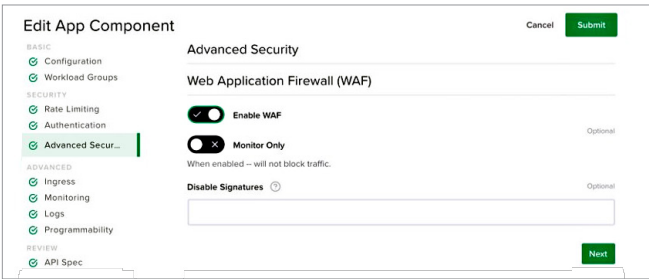 Edit App Component
Cancel
Submit
BASIC
Configuration
Workload Groups
SECURITY
Rate Limiting
Authentication
Advanced Secur...
ADVANCED
Ingress
Monitoring
Logs
Programmability
REVIEW
API Spec
Advanced Security
Web Application Firewall (WAF)
Enable WAF
Optional
Monitor Only
When enabled -- will not block traffic.
Disable Signatures ?
Optional
Next